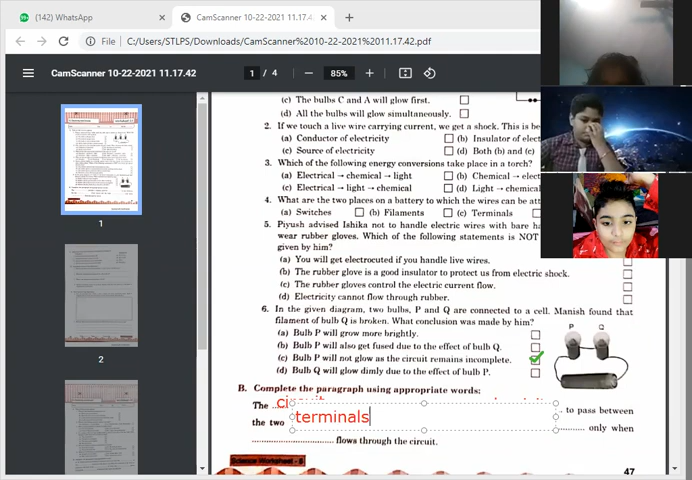 (142) WhatsApp
CamScanner 10-22-2021 11.17.4
File C:/Users/STLPS/Downloads/CamScanner%2010-22-2021%2011.17.42.pdf
CamScanner 10-22-2021 11.17.42
1 / 4 85%
1
2
(c) The bulbs C and A will glow first.
(d) All the bulbs will glow simultaneously.
2. If we touch a live wire carrying current, we get a shock. This is be
(a) Conductor of electricity (b) Insulator of elect
(c) Source of electricity (d) Both (b) and (c)
3. Which of the following energy conversions take place in a torch?
(a) Electrical → chemical → light (b) Chemical → elect
(c) Electrical → light → chemical (d) Light → chemical
4. What are the two places on a battery to which the wires can be att
(a) Switches (b) Filaments (c) Terminals
5. Piyush advised Ishika not to handle electric wires with bare ha
wear rubber gloves. Which of the following statements is NOT
given by him?
(a) You will get electrocuted if you handle live wires.
(b) The rubber glove is a good insulator to protect us from electric shock.
(c) The rubber gloves control the electric current flow.
(d) Electricity cannot flow through rubber.
6. In the given diagram, two bulbs, P and Q are connected to a cell. Manish found that
filament of bulb Q is broken. What conclusion was made by him?
(a) Bulb P will grow more brightly.
(b) Bulb P will also get fused due to the effect of bulb Q.
(c) Bulb P will not glow as the circuit remains incomplete.
(d) Bulb Q will glow dimly due to the effect of bulb P.
P Q
B. Complete the paragraph using appropriate words:
The circuit to pass between
the two terminals only when
flows through the circuit.
Science Worksheet - 5
47